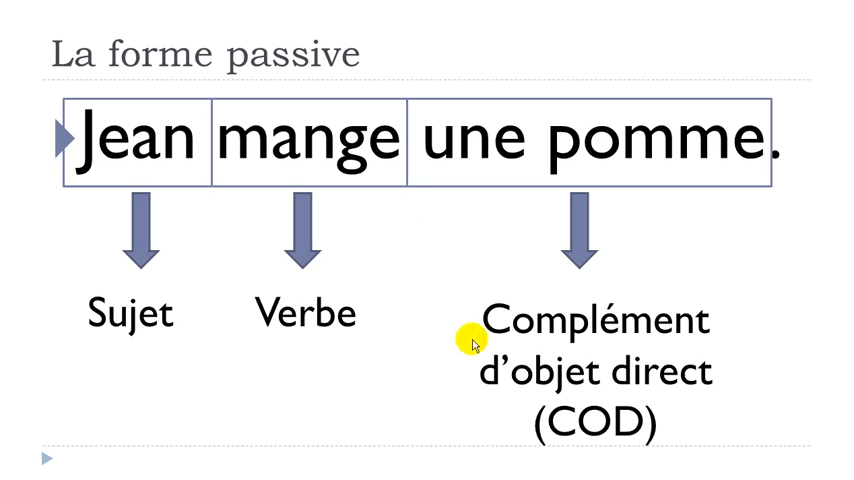 La forme passive
Jean mange une pomme.
Sujet
Verbe
Complément
d’objet direct
(COD)